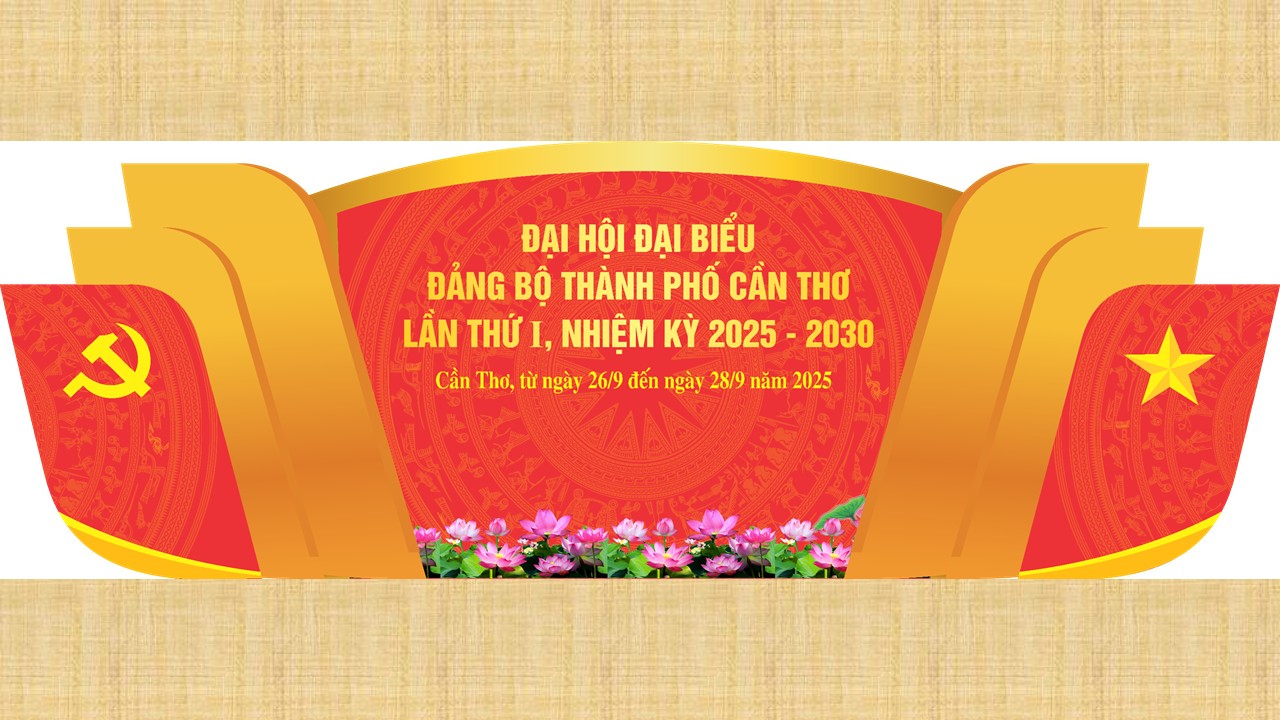 ĐẠI HỘI ĐẠI BIỂU
ĐẢNG BỘ THÀNH PHỐ CẦN THƠ
LẦN THỨ I, NHIỆM KỲ 2025 - 2030
Cần Thơ, từ ngày 26/9 đến ngày 28/9 năm 2025